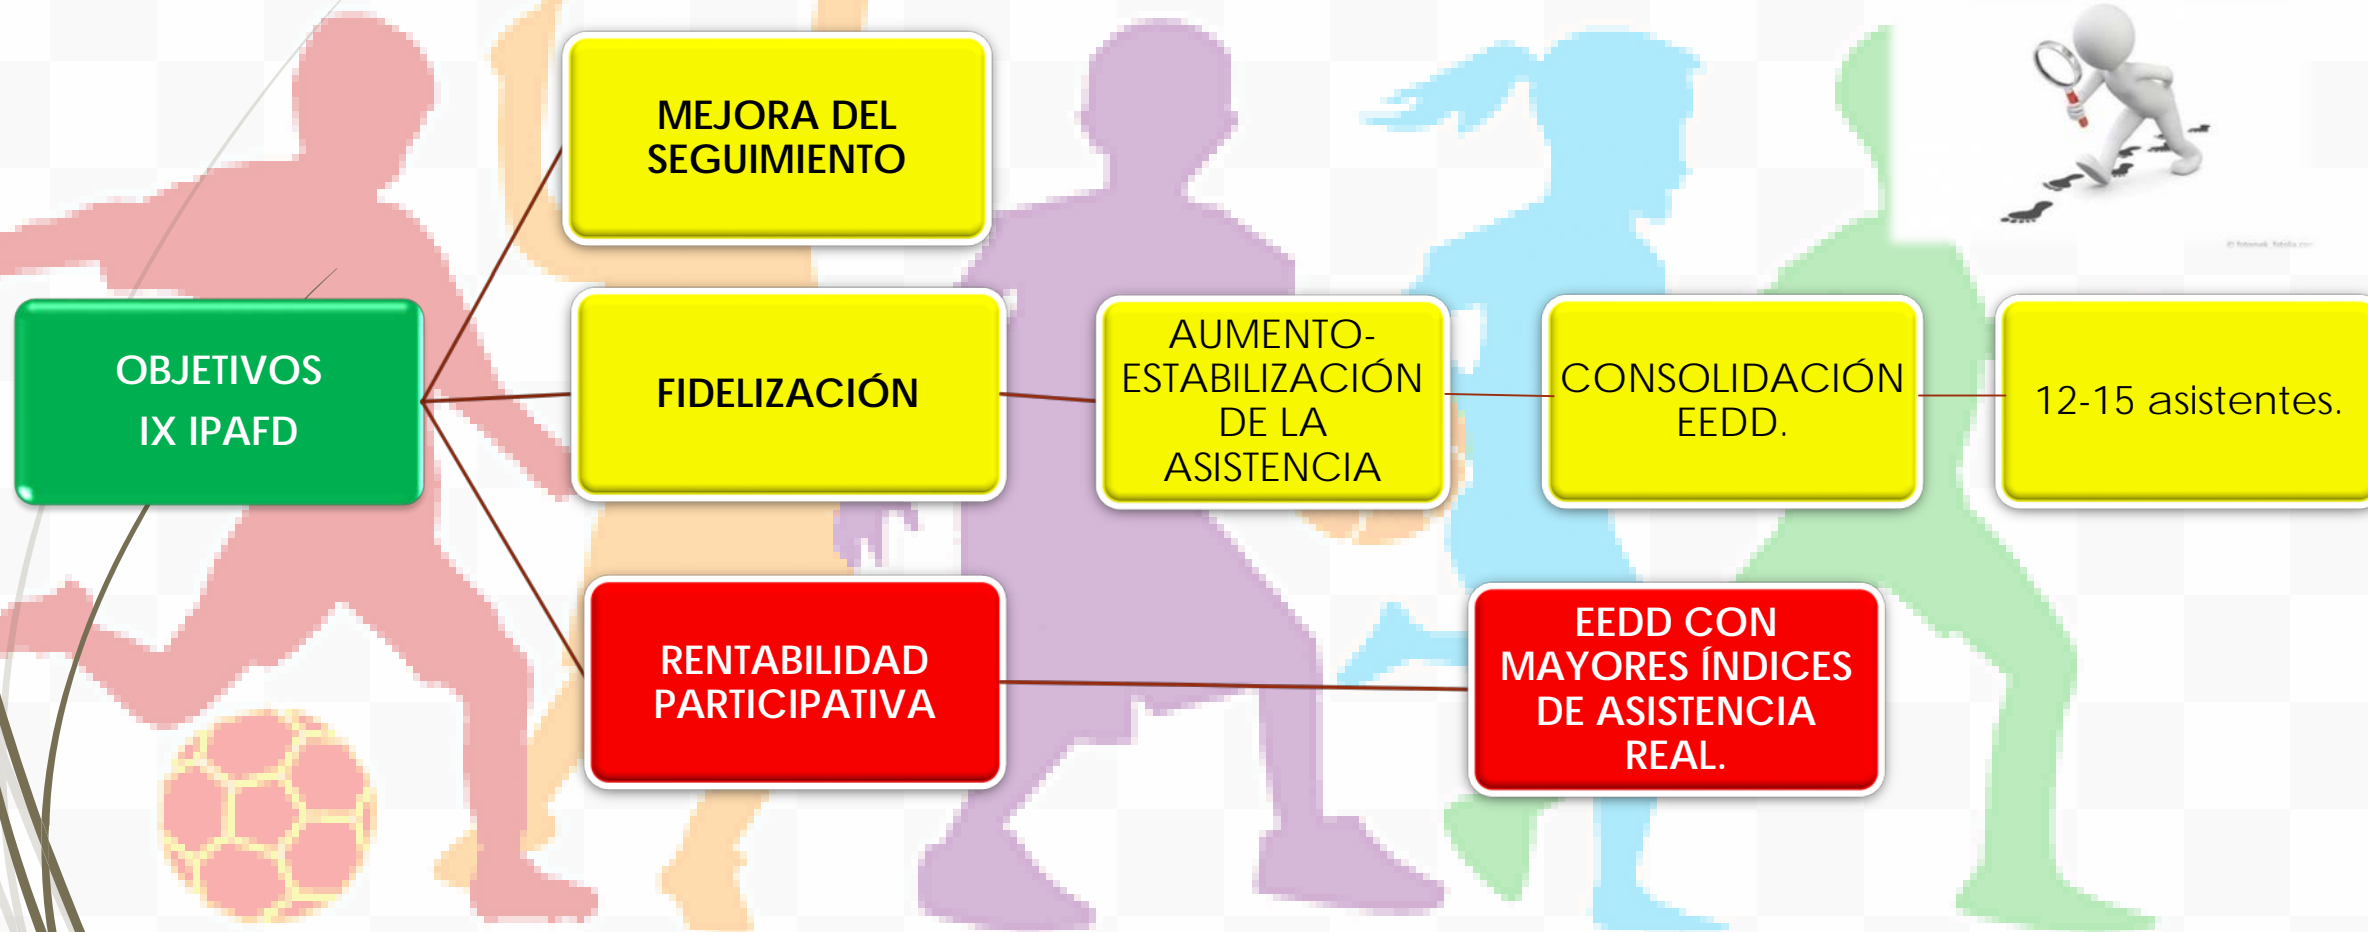 MEJORA DEL
SEGUIMIENTO
OBJETIVOS
IX IPAFD
FIDELIZACIÓN
AUMENTO-
ESTABILIZACIÓN
DE LA
ASISTENCIA
CONSOLIDACIÓN
EEDD.
12-15 asistentes.
RENTABILIDAD
PARTICIPATIVA
EEDD CON
MAYORES ÍNDICES
DE ASISTENCIA
REAL.